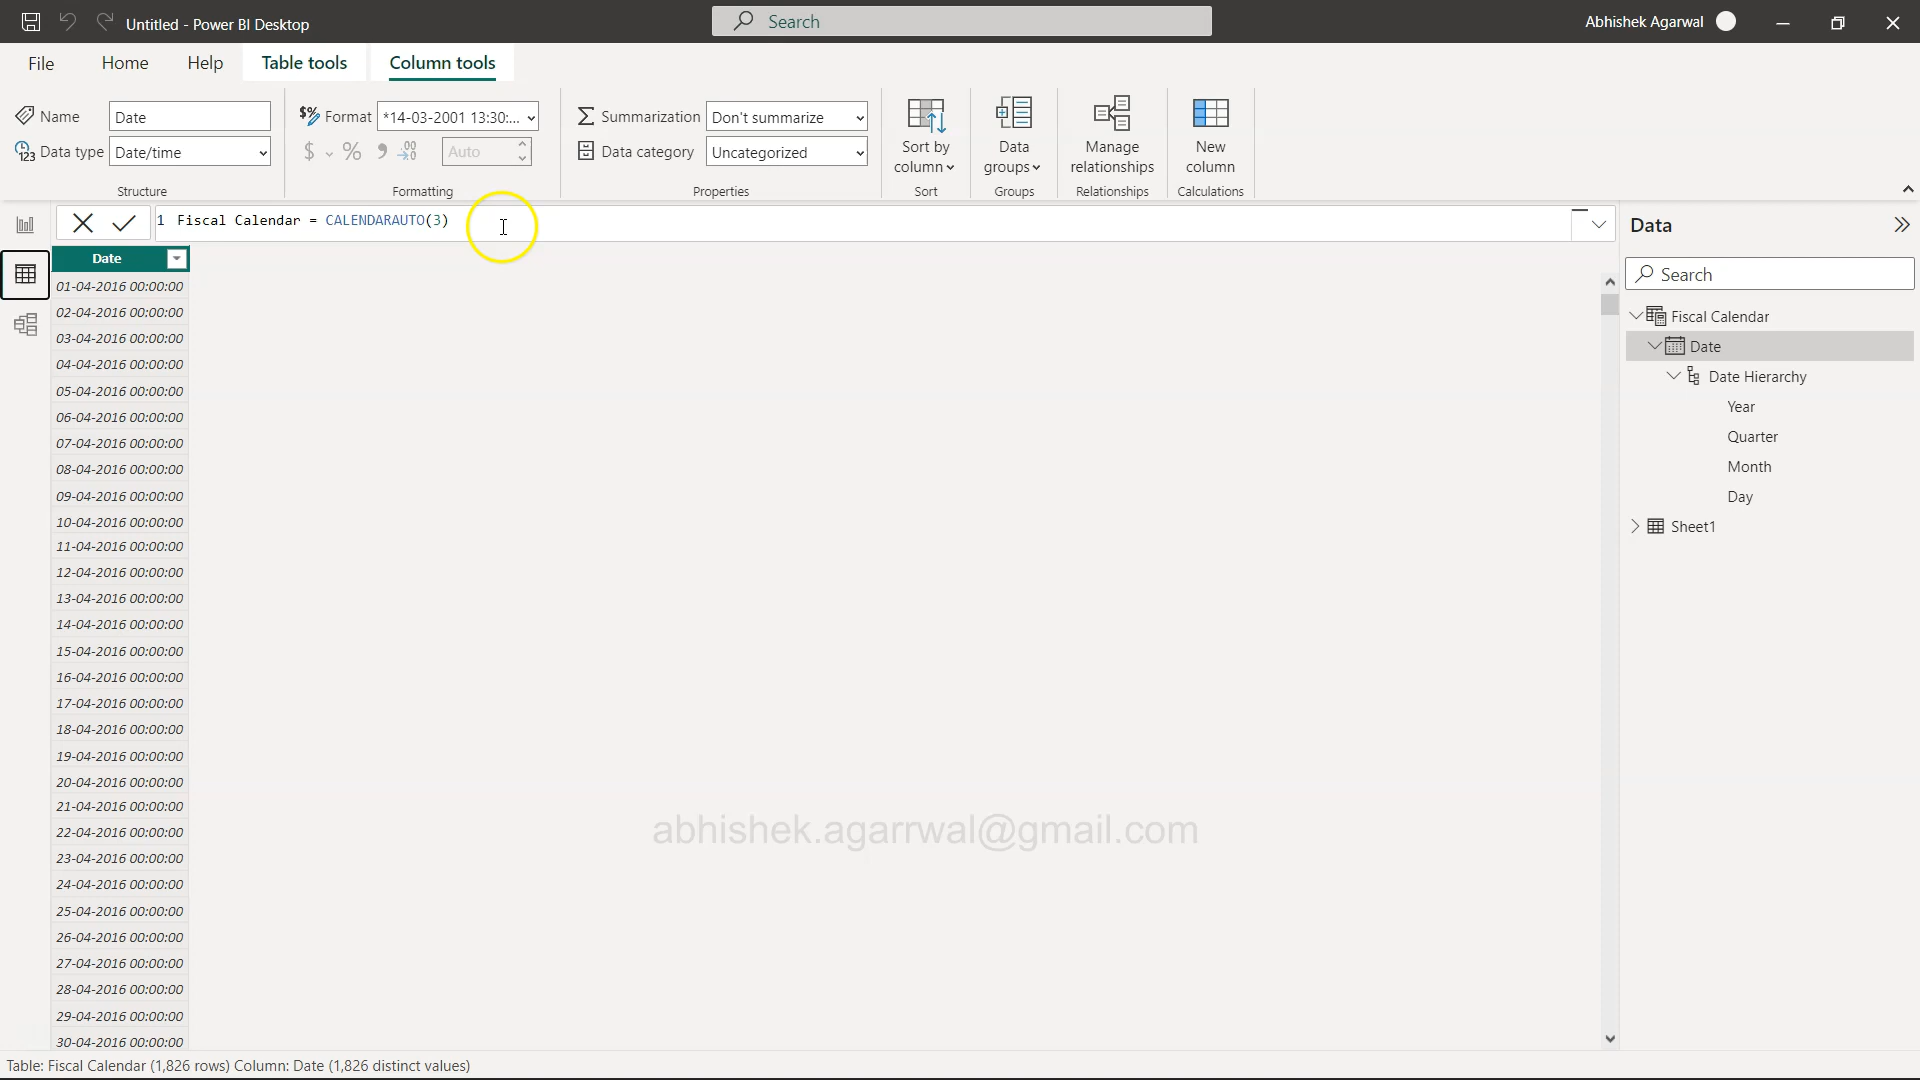 Untitled - Power BI Desktop
Search
Abhishek Agarwal
File Home Help Table tools Column tools
Name Date
Data type Date/time
Structure
Format *14-03-2001 13:30:...
$ % Auto
Formatting
Summarization Don't summarize
Data category Uncategorized
Properties
Sort by
column
Sort
Data
groups
Groups
Manage
relationships
Relationships
New
column
Calculations
1 Fiscal Calendar = CALENDARAUTO(3)
Date
01-04-2016 00:00:00
02-04-2016 00:00:00
03-04-2016 00:00:00
04-04-2016 00:00:00
05-04-2016 00:00:00
06-04-2016 00:00:00
07-04-2016 00:00:00
08-04-2016 00:00:00
09-04-2016 00:00:00
10-04-2016 00:00:00
11-04-2016 00:00:00
12-04-2016 00:00:00
13-04-2016 00:00:00
14-04-2016 00:00:00
15-04-2016 00:00:00
16-04-2016 00:00:00
17-04-2016 00:00:00
18-04-2016 00:00:00
19-04-2016 00:00:00
20-04-2016 00:00:00
21-04-2016 00:00:00
22-04-2016 00:00:00
23-04-2016 00:00:00
24-04-2016 00:00:00
25-04-2016 00:00:00
26-04-2016 00:00:00
27-04-2016 00:00:00
28-04-2016 00:00:00
29-04-2016 00:00:00
30-04-2016 00:00:00
abhishek.agarrwal@gmail.com
Data
Search
Fiscal Calendar
Date
Date Hierarchy
Year
Quarter
Month
Day
Sheet1
Table: Fiscal Calendar (1,826 rows) Column: Date (1,826 distinct values)